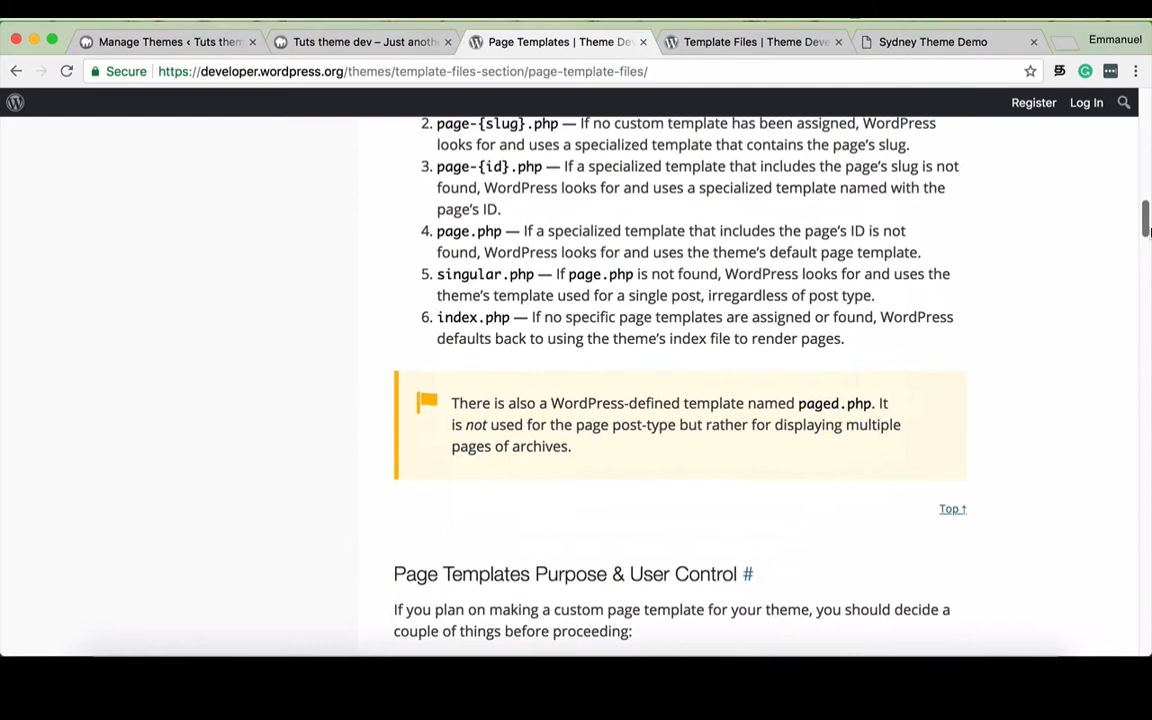 Manage Themes ‹ Tuts them
Tuts theme dev – Just anoth
Page Templates | Theme Dev
Template Files | Theme Deve
Sydney Theme Demo
Emmanuel
Secure
https://developer.wordpress.org/themes/template-files-section/page-template-files/
Register
Log In
2. page-{slug}.php — If no custom template has been assigned, WordPress
looks for and uses a specialized template that contains the page's slug.
3. page-{id}.php — If a specialized template that includes the page's slug is not
found, WordPress looks for and uses a specialized template named with the
page's ID.
4. page.php — If a specialized template that includes the page's ID is not
found, WordPress looks for and uses the theme's default page template.
5. singular.php — If page.php is not found, WordPress looks for and uses the
theme's template used for a single post, irregardless of post type.
6. index.php — If no specific page templates are assigned or found, WordPress
defaults back to using the theme's index file to render pages.
There is also a WordPress-defined template named paged.php. It
is not used for the page post-type but rather for displaying multiple
pages of archives.
Top ↑
Page Templates Purpose & User Control #
If you plan on making a custom page template for your theme, you should decide a
couple of things before proceeding: